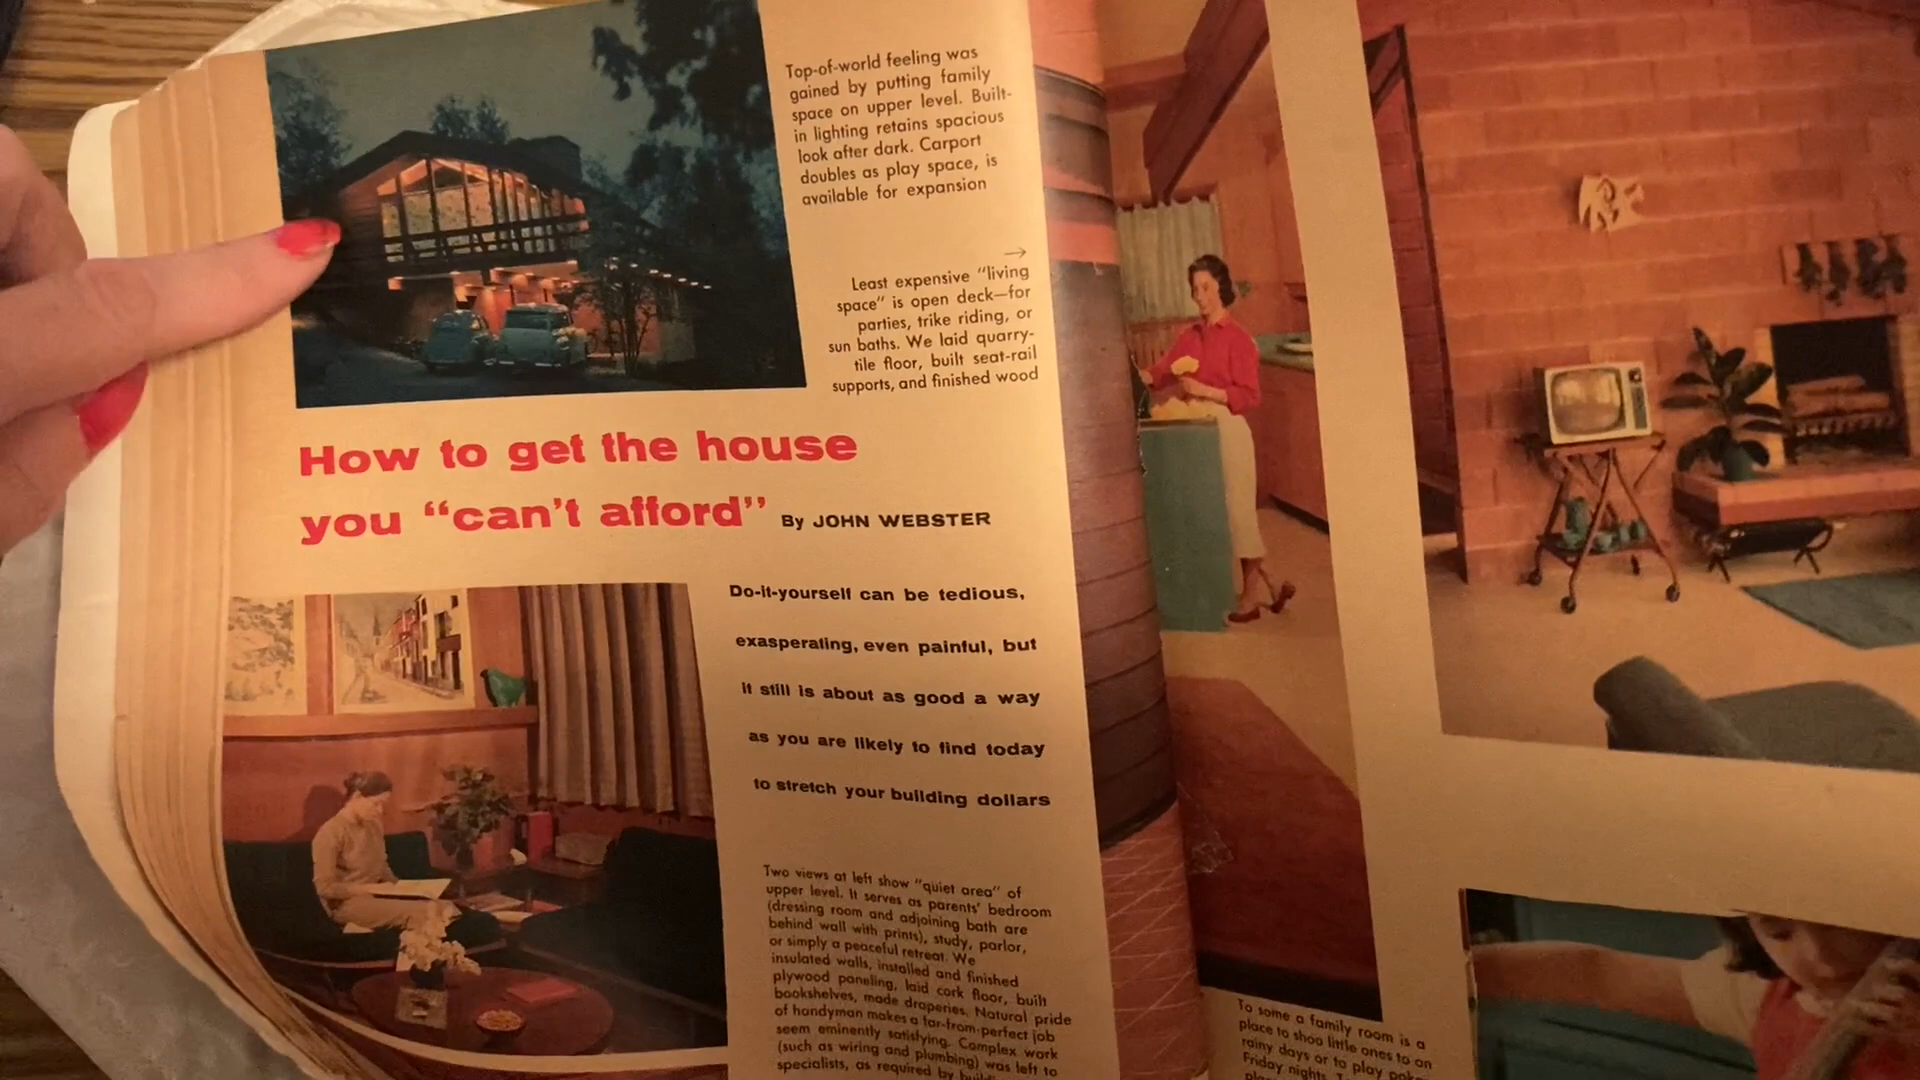 Top-of-world feeling was
gained by putting family
space on upper level. Built-
in lighting retains spacious
look after dark. Carport
doubles as play space, is
available for expansion
→
Least expensive "living
space" is open deck—for
parties, trike riding, or
sun baths. We laid quarry-
tile floor, built seat-rail
supports, and finished wood
How to get the house
you "can't afford" By JOHN WEBSTER
Do-it-yourself can be tedious,
exasperating, even painful, but
it still is about as good a way
as you are likely to find today
to stretch your building dollars
Two views at left show "quiet area" of
upper level. It serves as parents' bedroom
(dressing room and adjoining bath are
behind wall with prints), study, parlor,
or simply a peaceful retreat. We
insulated walls, installed and finished
plywood paneling, laid cork floor, built
bookshelves, made draperies. Natural pride
of handyman makes a far-from-perfect job
seem eminently satisfying. Complex work
(such as wiring and plumbing) was left to
specialists, as required by
To some a family room is a
place to shoo little ones to on
rainy days or to play
Friday nights.